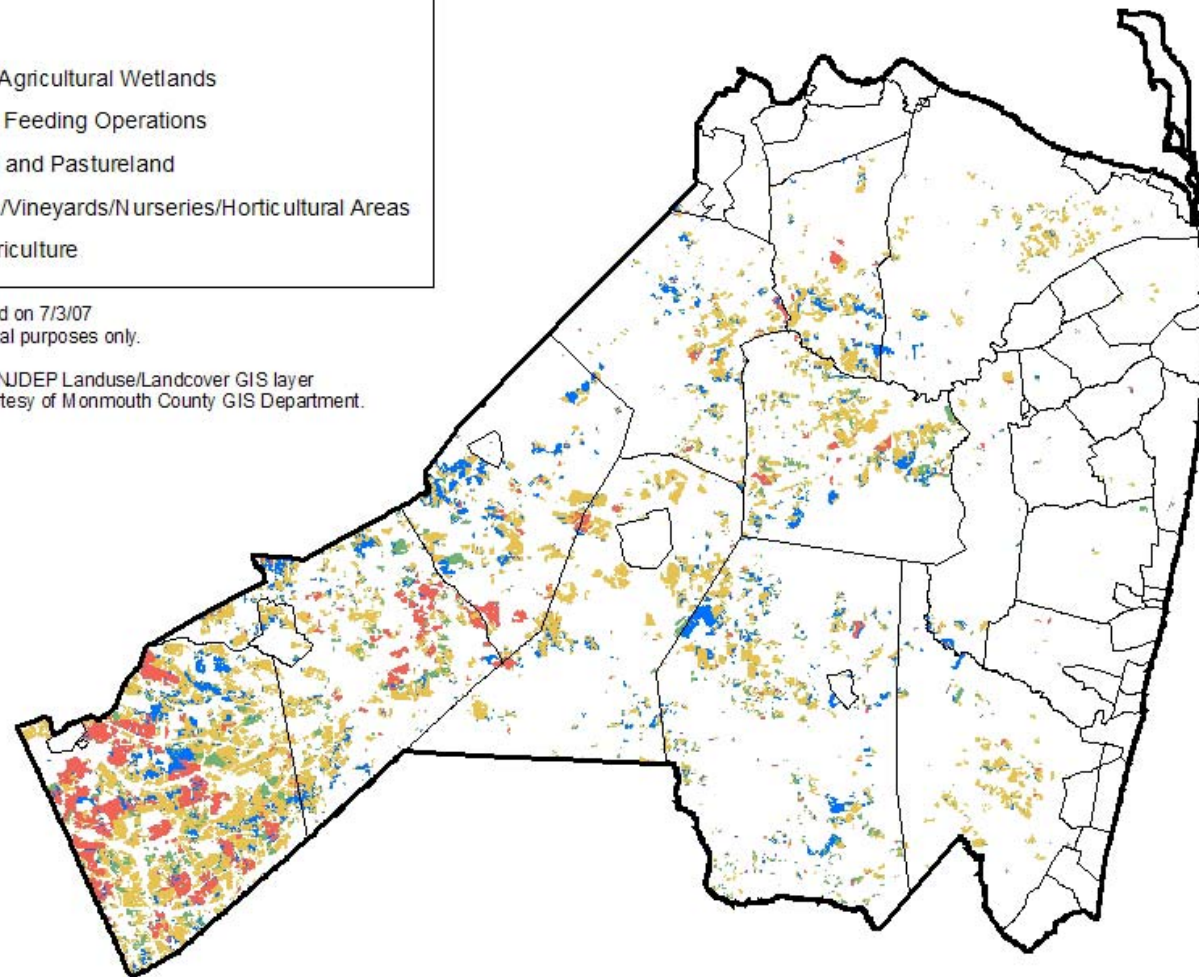 Agricultural Wetlands
Feeding Operations
and Pastureland
/Vineyards/Nurseries/Horticultural Areas
riculture
d on 7/3/07
al purposes only.
NJDEP Landuse/Landcover GIS layer
rtesy of Monmouth County GIS Department.